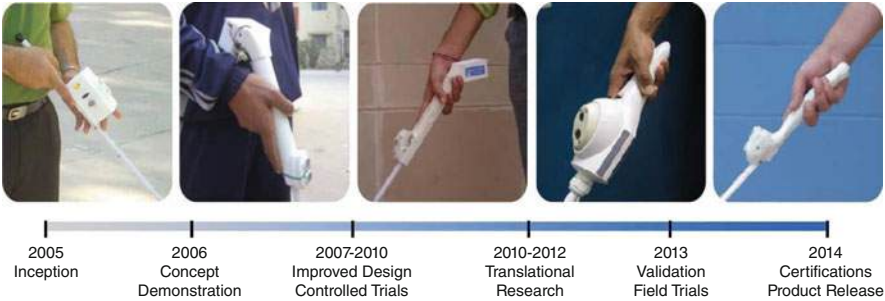 2005
Inception
2006
Concept
Demonstration
2007-2010
Improved Design
Controlled Trials
2010-2012
Translational
Research
2013
Validation
Field Trials
2014
Certifications
Product Release